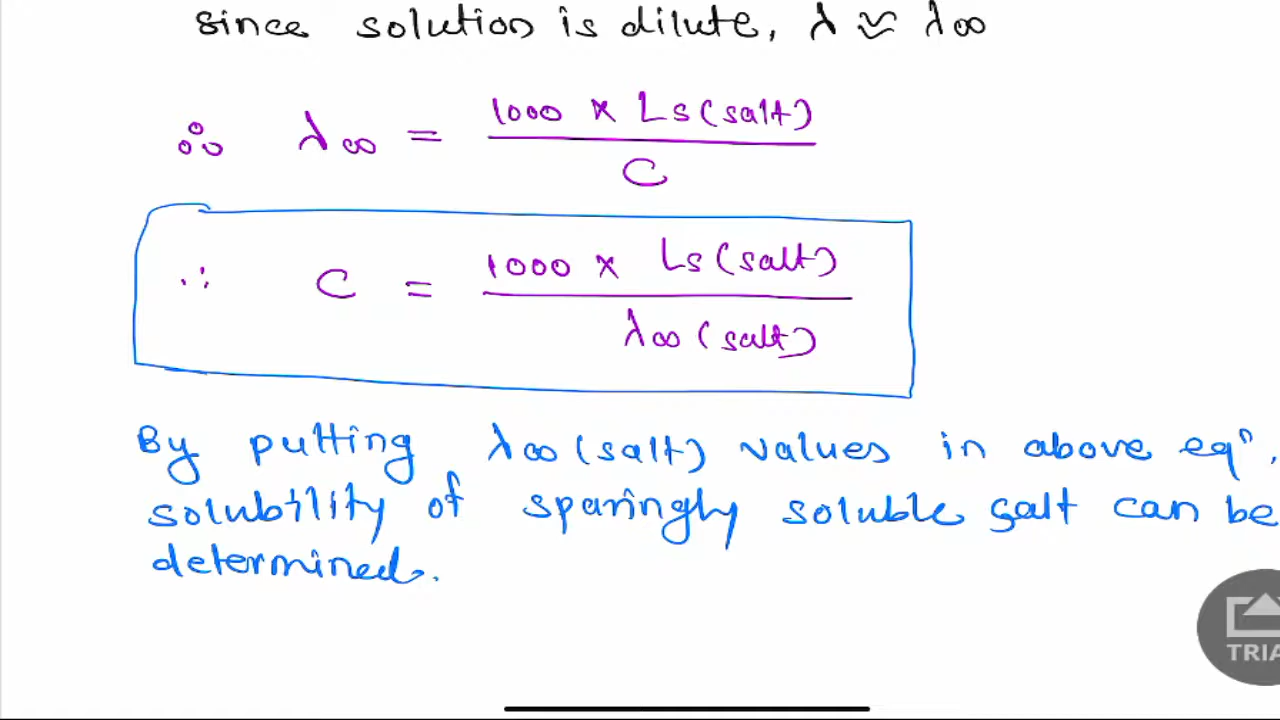 since solution is dilute, λ ≈ λ∞
∴ λ∞ = 1000 × Ls(salt) / C
∴ C = 1000 × Ls(salt) / λ∞(salt)
By putting λ∞(salt) values in above eqⁿ,
solubility of sparingly soluble salt can be
determined.
TRIA